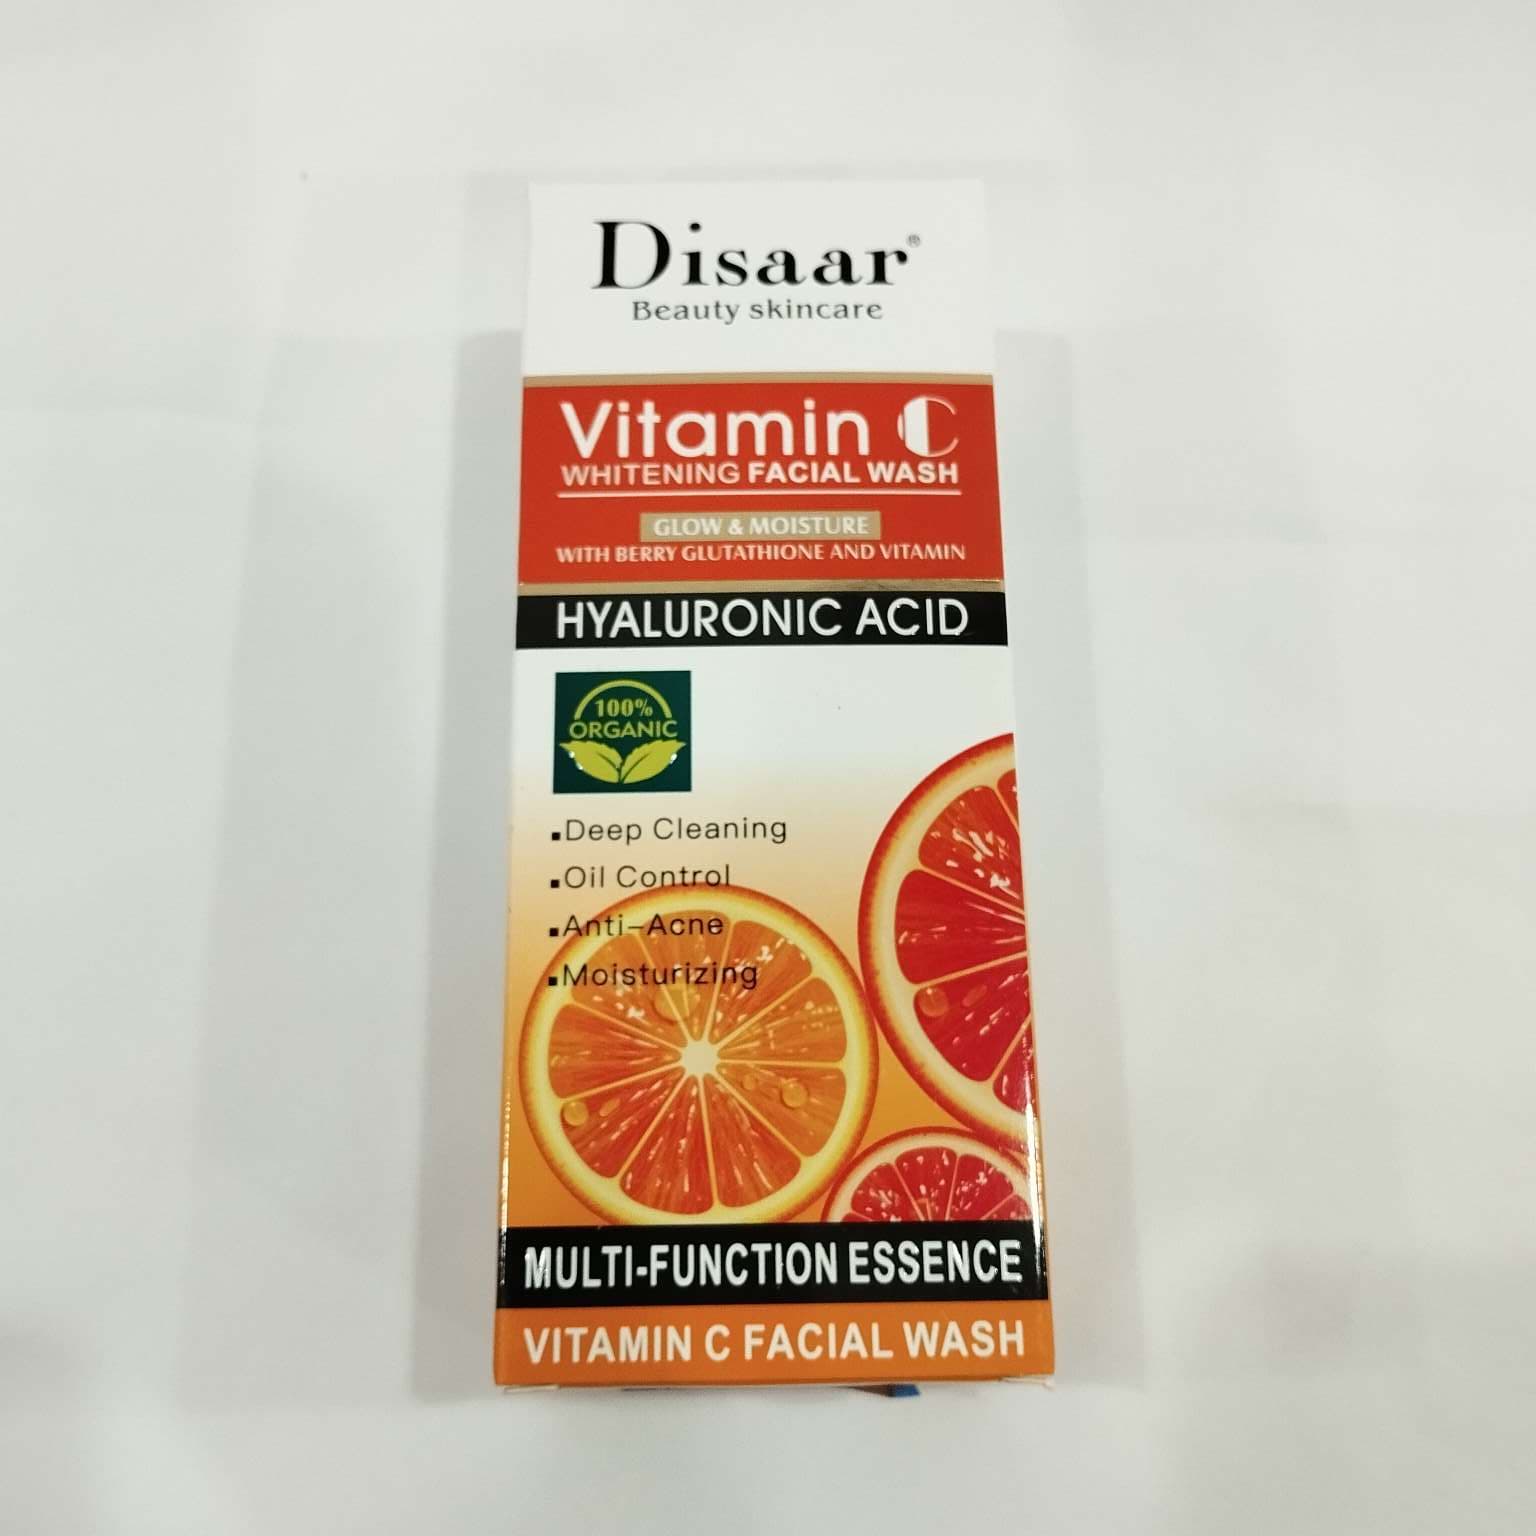 Disaar®
Beauty skincare
Vitamin C
WHITENING FACIAL WASH
GLOW & MOISTURE
WITH BERRY GLUTATHIONE AND VITAMIN
HYALURONIC ACID
100%
ORGANIC
▪Deep Cleaning
▪Oil Control
▪Anti-Acne
▪Moisturizing
MULTI-FUNCTION ESSENCE
VITAMIN C FACIAL WASH